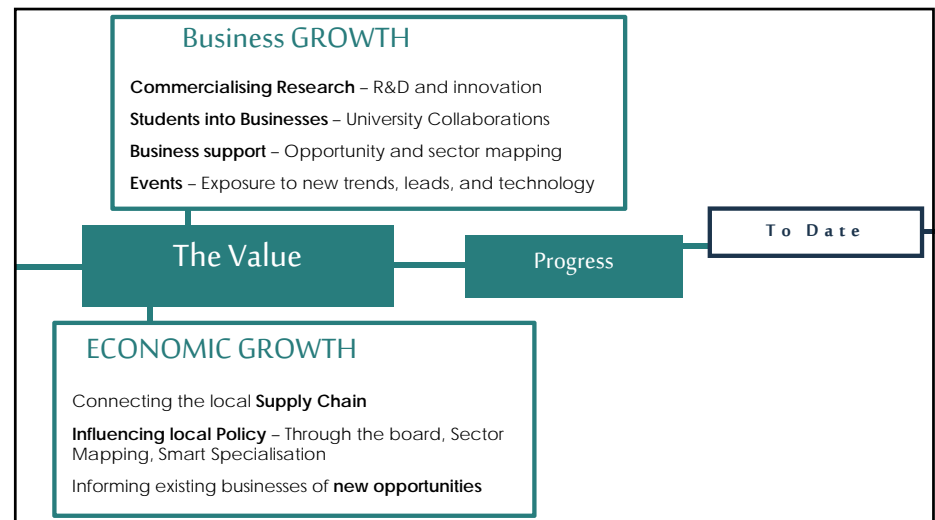 Business GROWTH
Commercialising Research – R&D and innovation
Students into Businesses – University Collaborations
Business support – Opportunity and sector mapping
Events – Exposure to new trends, leads, and technology
The Value
Progress
To Date
ECONOMIC GROWTH
Connecting the local Supply Chain
Influencing local Policy – Through the board, Sector
Mapping, Smart Specialisation
Informing existing businesses of new opportunities